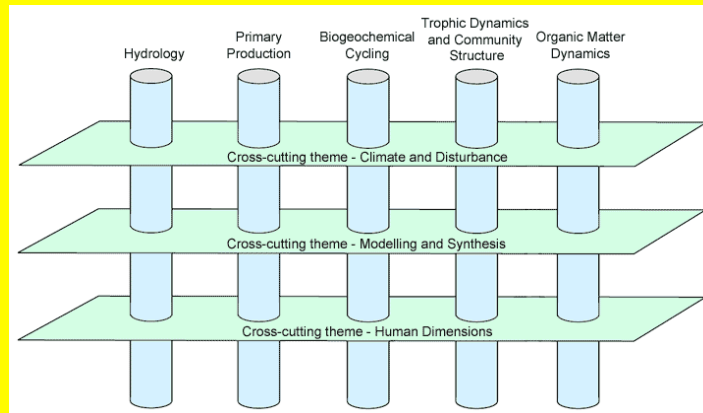 Hydrology
Primary
Production
Biogeochemical
Cycling
Trophic Dynamics
and Community
Structure
Organic Matter
Dynamics
Cross-cutting theme - Climate and Disturbance
Cross-cutting theme - Modelling and Synthesis
Cross-cutting theme - Human Dimensions